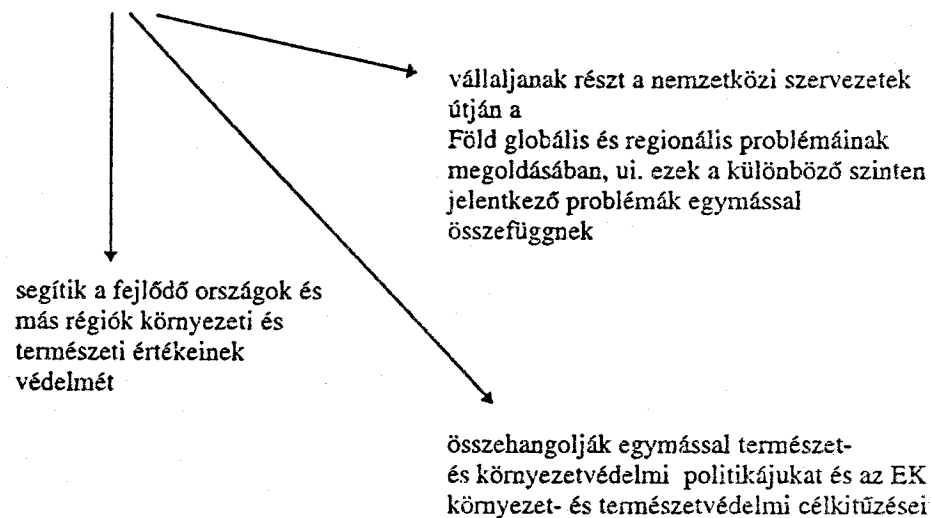 vállaljanak részt a nemzetközi szervezetek
útján a
Föld globális és regionális problémáinak
megoldásában, ui. ezek a különböző szinten
jelentkező problémák egymással
összefüggnek
segítik a fejlődő országok és
más régiók környezeti és
természeti értékeinek
védelmét
összehangolják egymással természet-
és környezetvédelmi politikájukat és az EK
környezet- és természetvédelmi célkitűzései